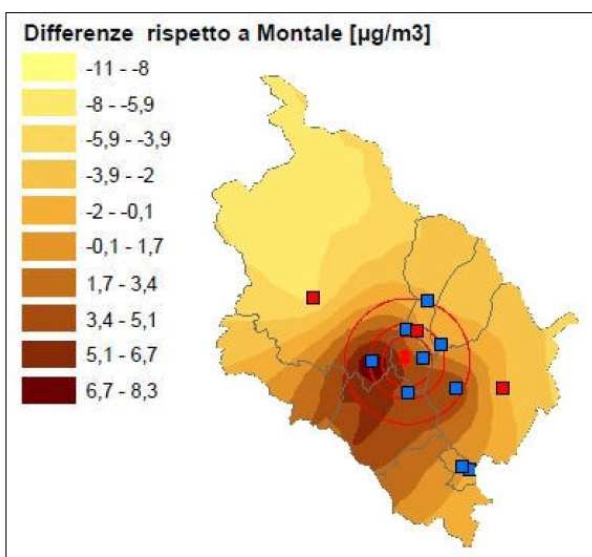 Differenze rispetto a Montale [µg/m3]
-11 - -8
-8 - -5,9
-5,9 - -3,9
-3,9 - -2
-2 - -0,1
-0,1 - 1,7
1,7 - 3,4
3,4 - 5,1
5,1 - 6,7
6,7 - 8,3